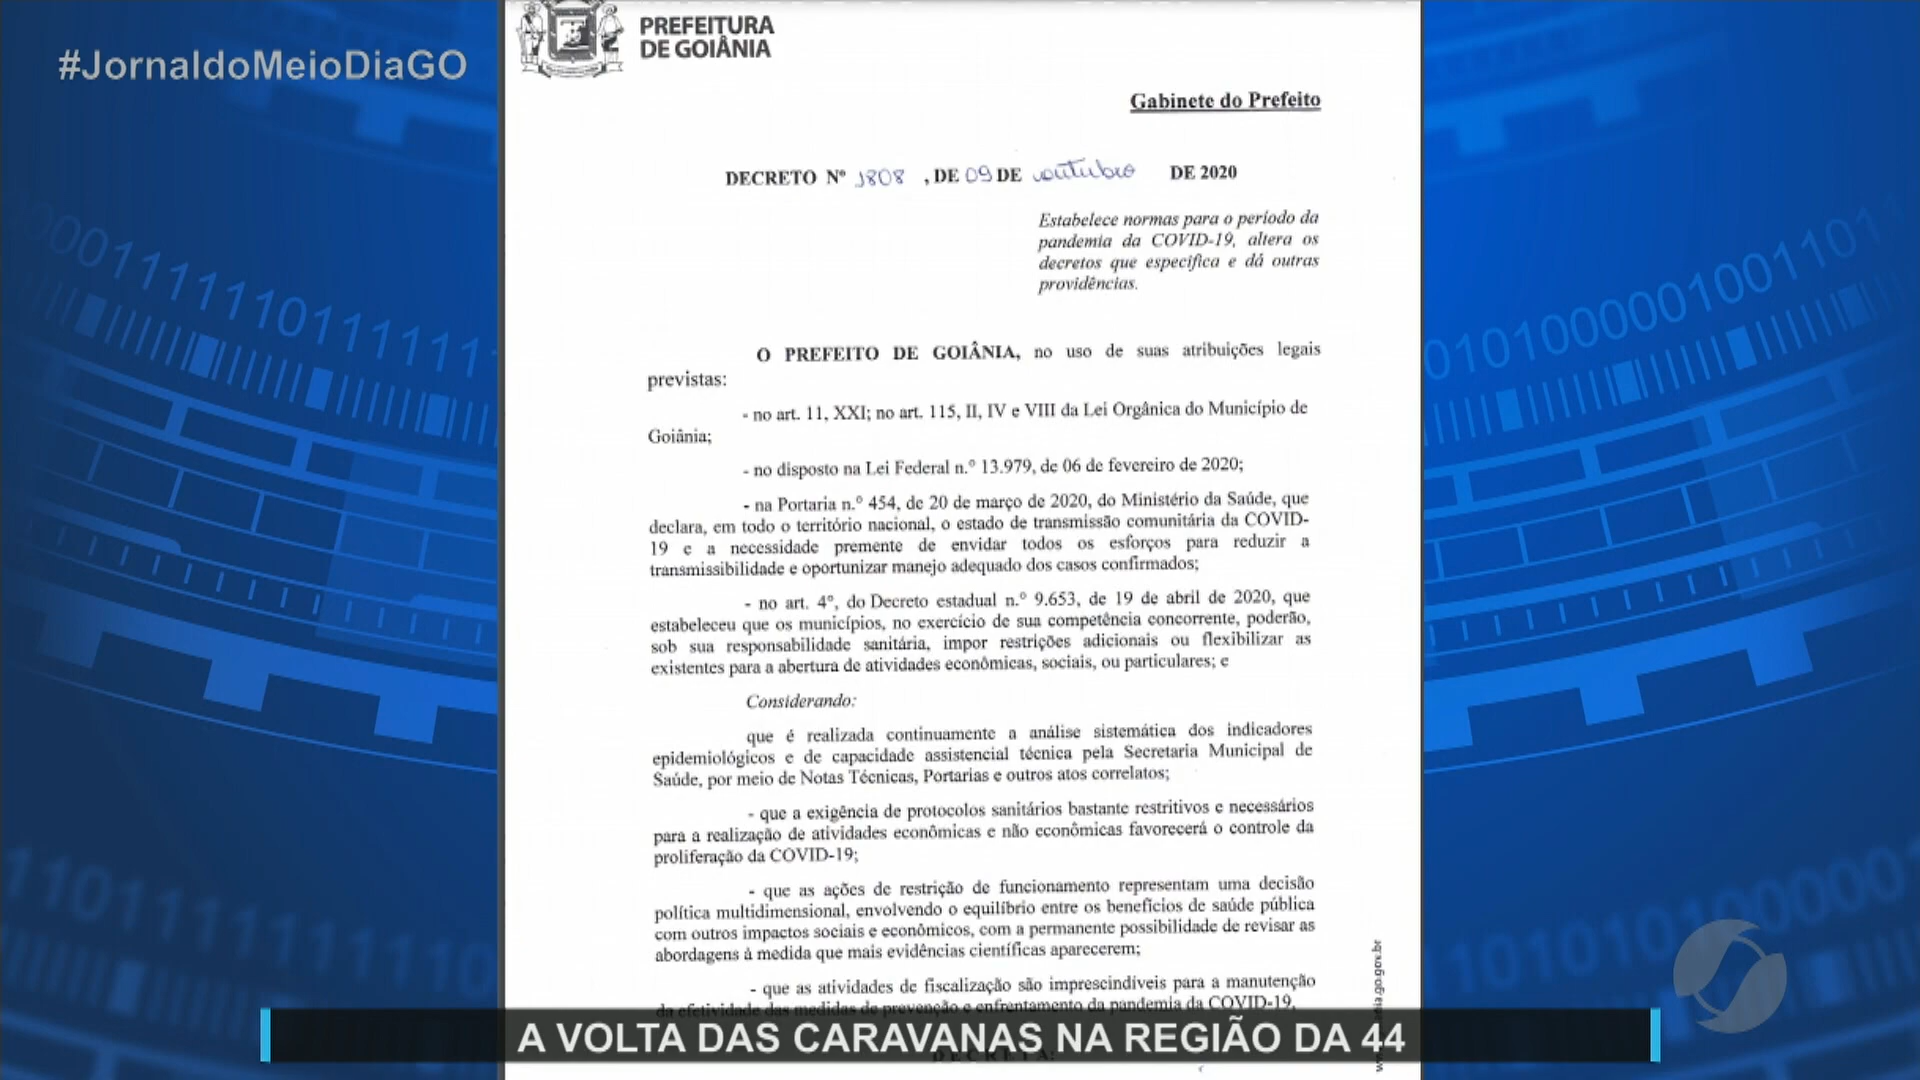 #JornaldoMeioDiaGO
PREFEITURA
DE GOIÂNIA
Gabinete do Prefeito
DECRETO Nº 1808 , DE 09 DE outubro DE 2020
Estabelece normas para o período da
pandemia da COVID-19, altera os
decretos que especifica e dá outras
providências.
O PREFEITO DE GOIÂNIA, no uso de suas atribuições legais
previstas:
- no art. 11, XXI; no art. 115, II, IV e VIII da Lei Orgânica do Município de
Goiânia;
- no disposto na Lei Federal n.º 13.979, de 06 de fevereiro de 2020;
- na Portaria n.º 454, de 20 de março de 2020, do Ministério da Saúde, que
declara, em todo o território nacional, o estado de transmissão comunitária da COVID-
19 e a necessidade premente de envidar todos os esforços para reduzir a
transmissibilidade e oportunizar manejo adequado dos casos confirmados;
- no art. 4º, do Decreto estadual n.º 9.653, de 19 de abril de 2020, que
estabeleceu que os municípios, no exercício de sua competência concorrente, poderão,
sob sua responsabilidade sanitária, impor restrições adicionais ou flexibilizar as
existentes para a abertura de atividades econômicas, sociais, ou particulares; e
Considerando:
que é realizada continuamente a análise sistemática dos indicadores
epidemiológicos e de capacidade assistencial técnica pela Secretaria Municipal de
Saúde, por meio de Notas Técnicas, Portarias e outros atos correlatos;
- que a exigência de protocolos sanitários bastante restritivos e necessários
para a realização de atividades econômicas e não econômicas favorecerá o controle da
proliferação da COVID-19;
- que as ações de restrição de funcionamento representam uma decisão
política multidimensional, envolvendo o equilíbrio entre os benefícios de saúde pública
com outros impactos sociais e econômicos, com a permanente possibilidade de revisar as
abordagens à medida que mais evidências científicas aparecerem;
- que as atividades de fiscalização são imprescindíveis para a manutenção
da efetividade das medidas de prevenção e enfrentamento da pandemia da COVID-19,
DECRETA:
A VOLTA DAS CARAVANAS NA REGIÃO DA 44